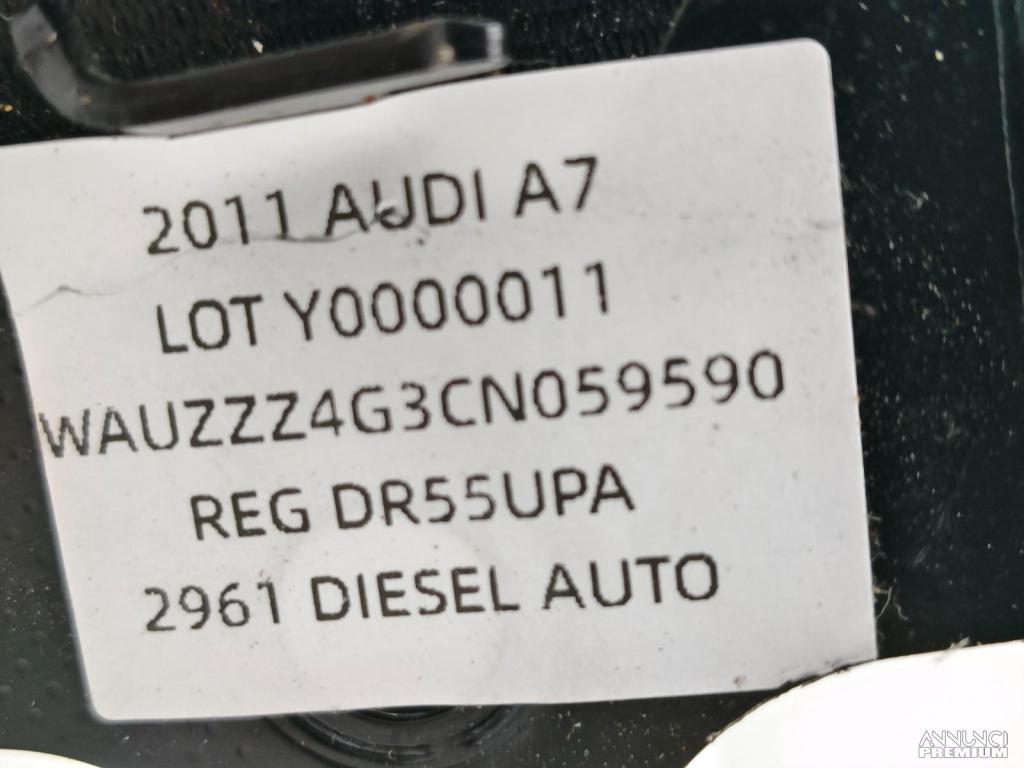 2011 AUDI A7
LOT Y0000011
WAUZZZ4G3CN059590
REG DR55UPA
2961 DIESEL AUTO
ANNUNCI
PREMIUM